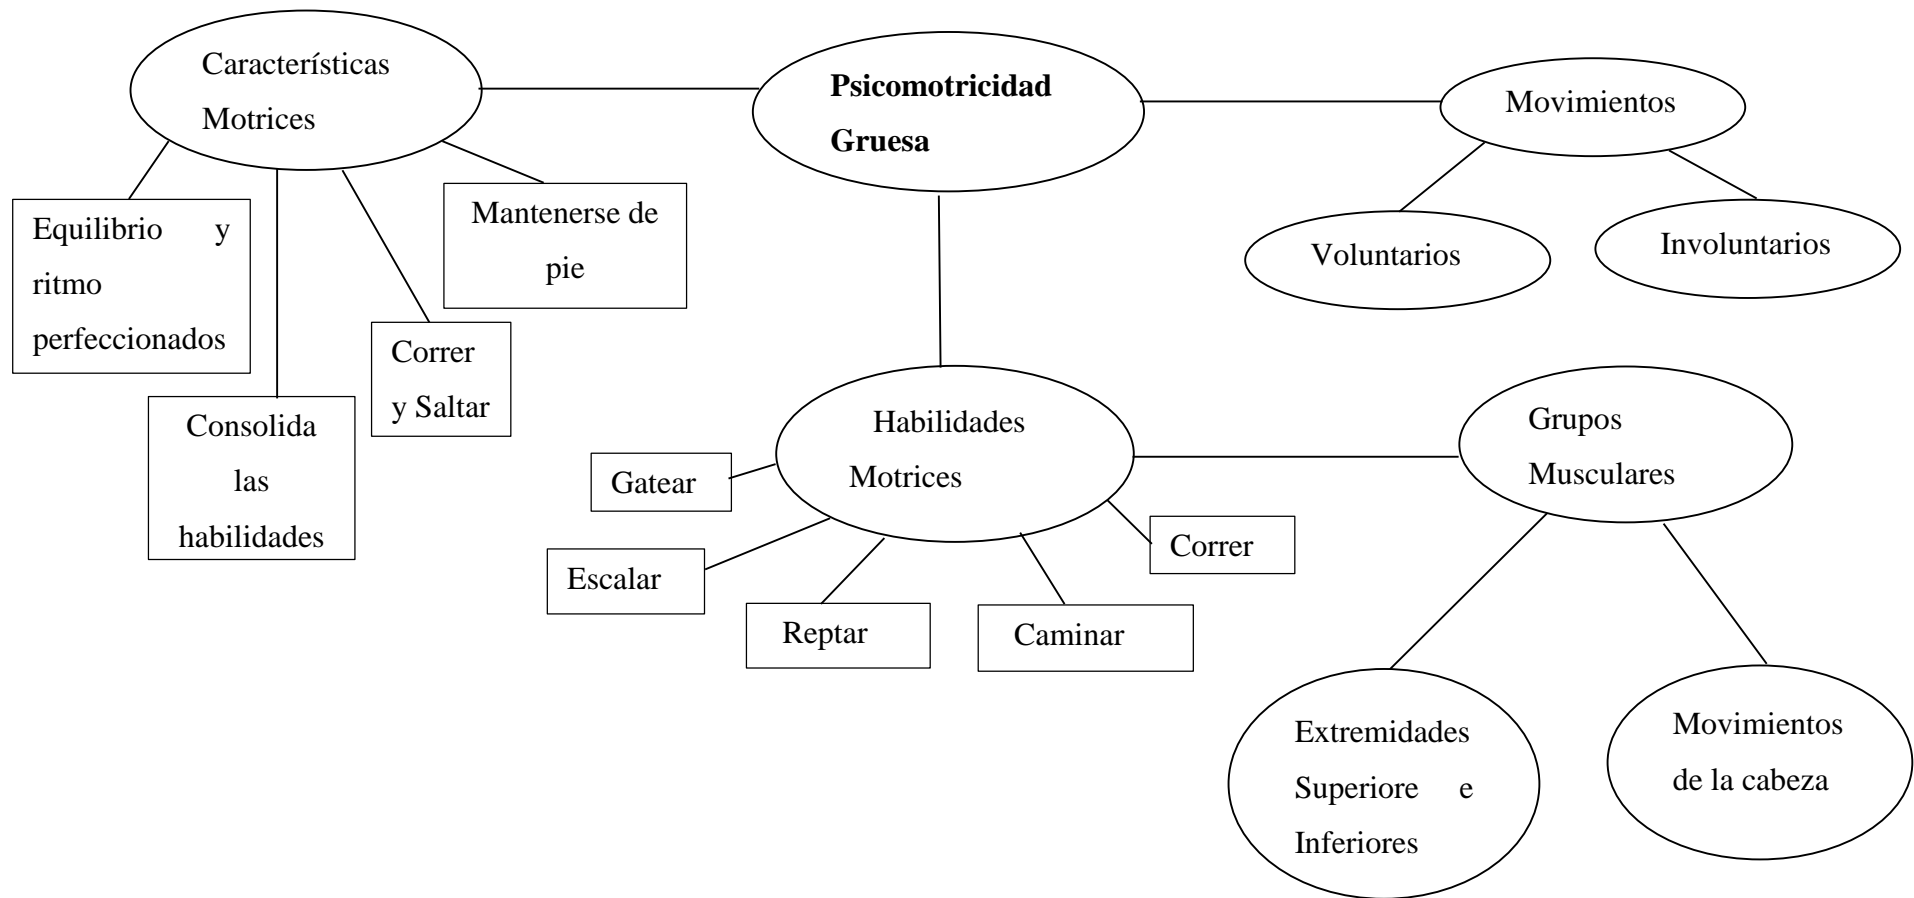 Características
Motrices
Psicomotricidad
Gruesa
Movimientos
Equilibrio y
ritmo
perfeccionados
Consolida
las
habilidades
Correr
y Saltar
Mantenerse de
pie
Voluntarios
Involuntarios
Habilidades
Motrices
Grupos
Musculares
Gatear
Escalar
Reptar
Caminar
Correr
Extremidades
Superiore e
Inferiores
Movimientos
de la cabeza